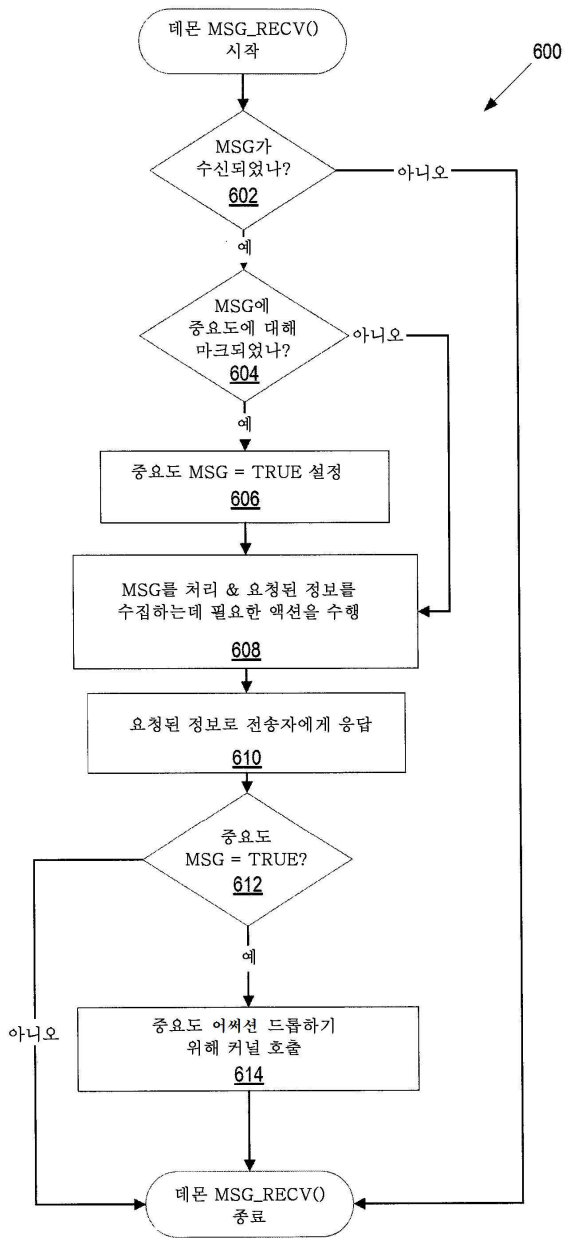 데몬 MSG_RECV()
시작
600
MSG가
수신되었나?
602
아니오
예
MSG에
중요도에 대해
마크되었나?
604
아니오
예
중요도 MSG = TRUE 설정
606
MSG를 처리 & 요청된 정보를
수집하는데 필요한 액션을 수행
608
요청된 정보로 전송자에게 응답
610
중요도
MSG = TRUE?
612
예
아니오
중요도 어써션 드롭하기
위해 커널 호출
614
데몬 MSG_RECV()
종료